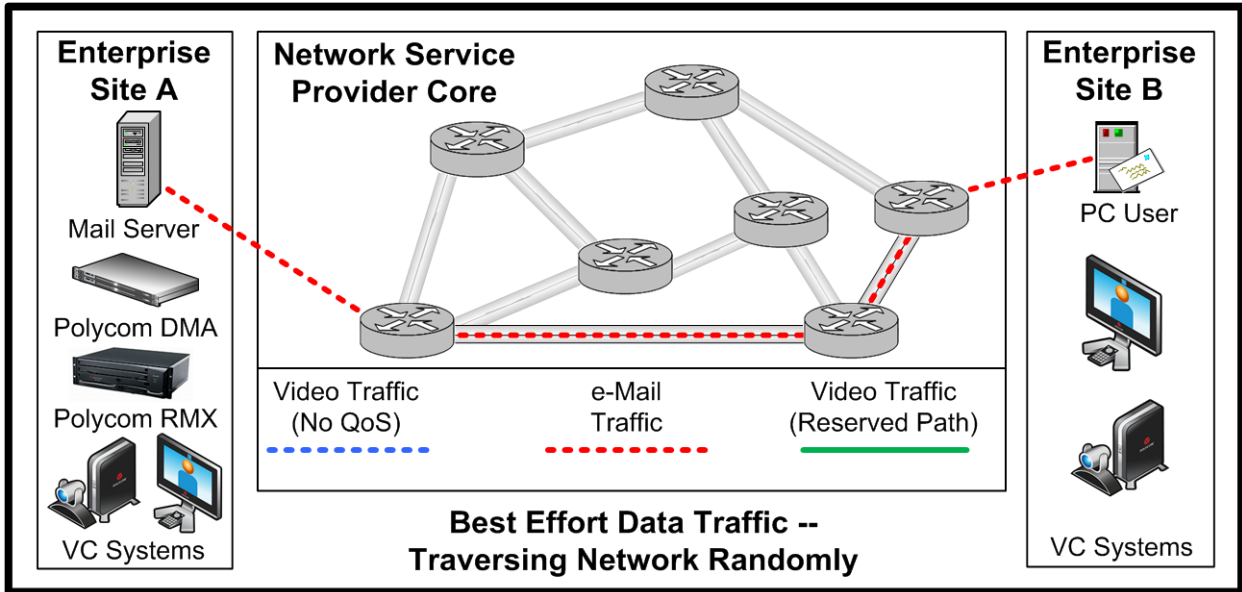 Enterprise
Site A
Mail Server
Polycom DMA
Polycom RMX
VC Systems
Network Service
Provider Core
Video Traffic
(No QoS)
e-Mail
Traffic
Video Traffic
(Reserved Path)
Best Effort Data Traffic --
Traversing Network Randomly
Enterprise
Site B
PC User
VC Systems